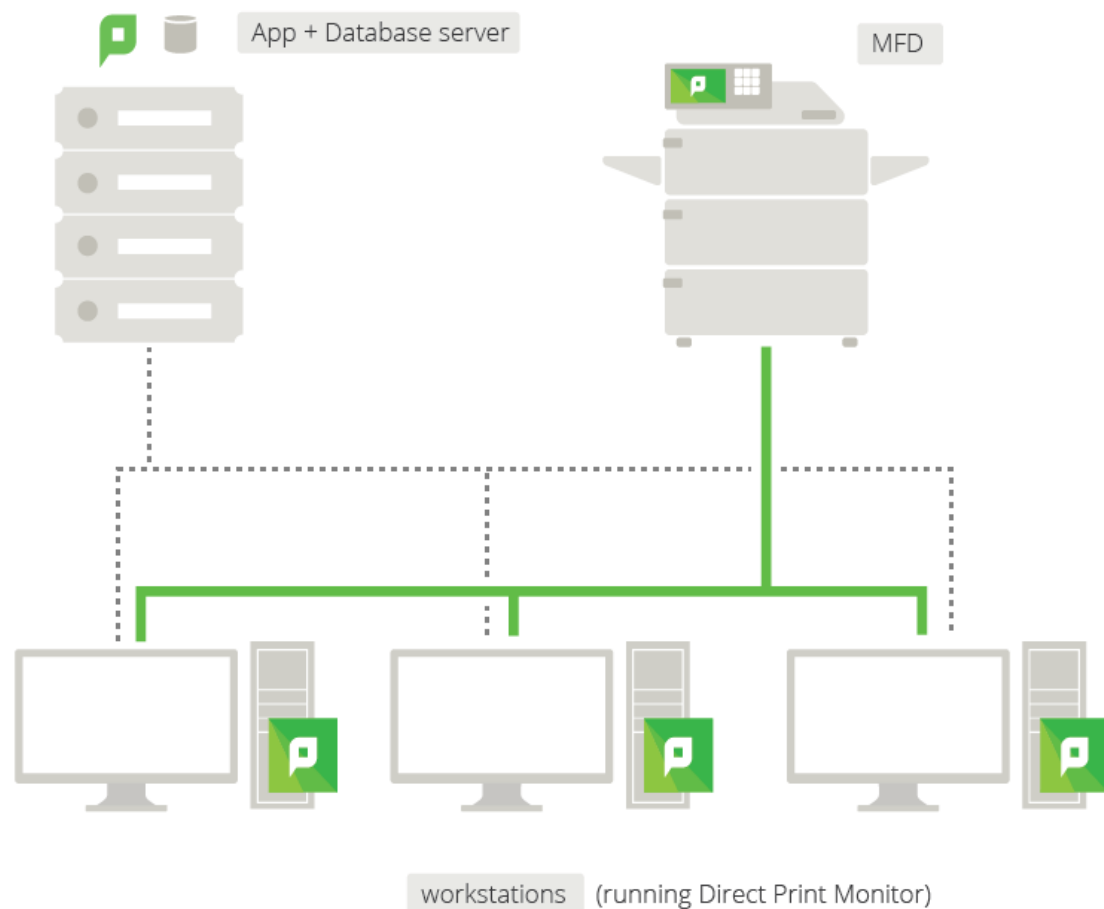 App + Database server
MFD
workstations (running Direct Print Monitor)